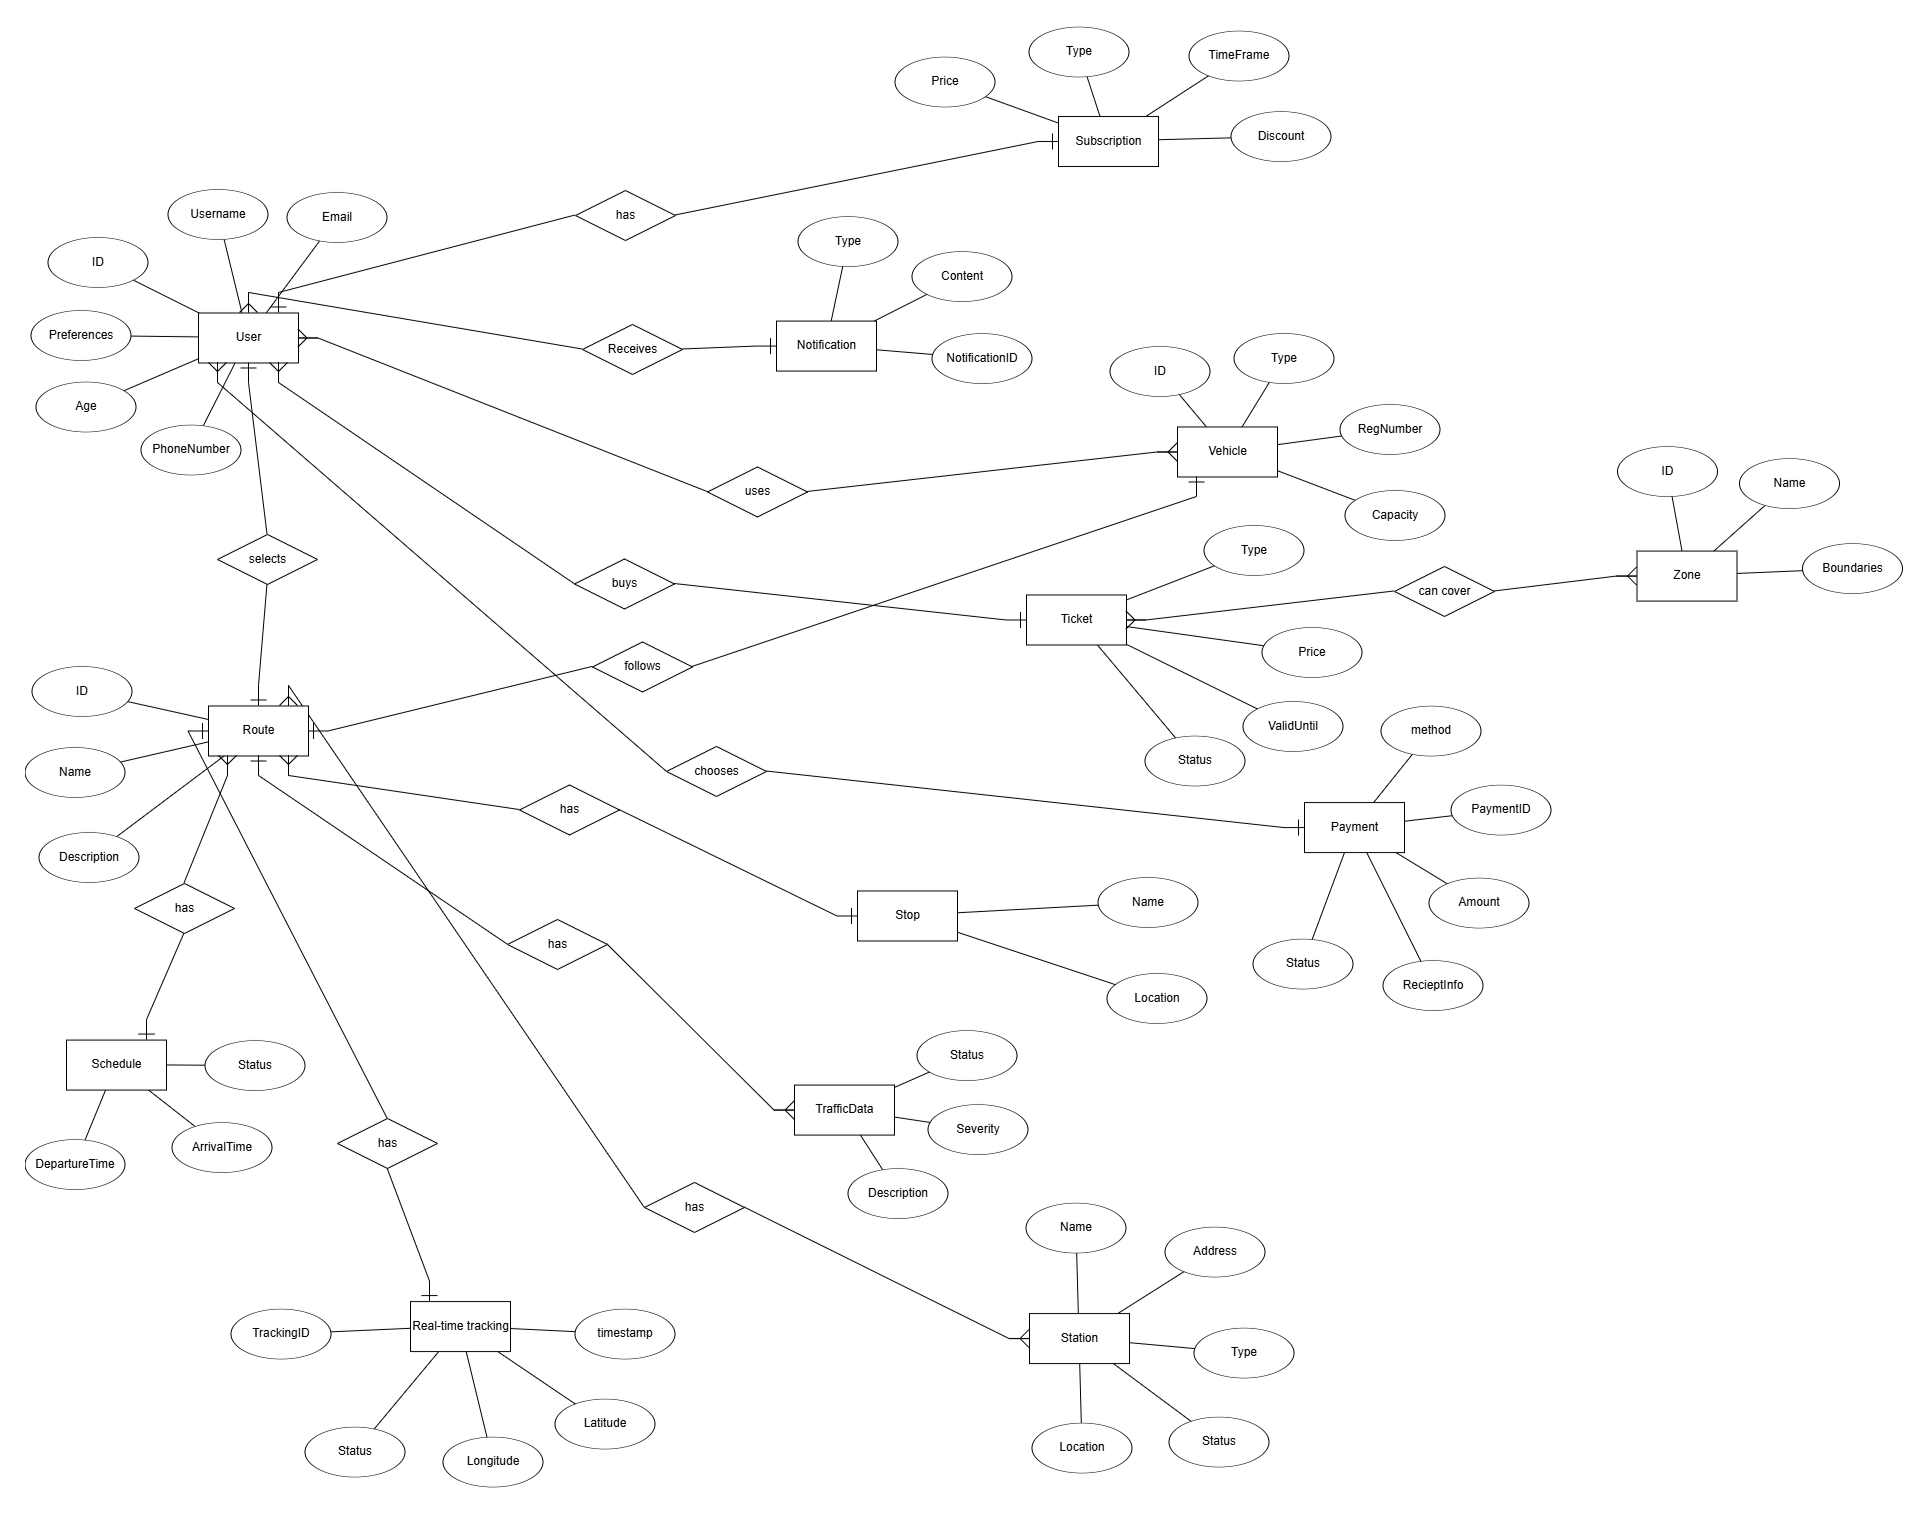 Type
TimeFrame
Price
Discount
Subscription
has
Username
Email
ID
Preferences
User
Age
PhoneNumber
Type
Content
Receives
Notification
NotificationID
ID
Type
RegNumber
Vehicle
Capacity
uses
ID
Name
Zone
Boundaries
selects
buys
Type
can cover
Ticket
Price
ValidUntil
Status
follows
ID
Route
Name
Description
chooses
method
PaymentID
Payment
Amount
Status
RecieptInfo
has
has
has
Stop
Name
Location
Schedule
Status
DepartureTime
ArrivalTime
Status
TrafficData
Severity
Description
has
has
Name
Address
Station
Type
Location
Status
TrackingID
Real-time tracking
timestamp
Latitude
Status
Longitude